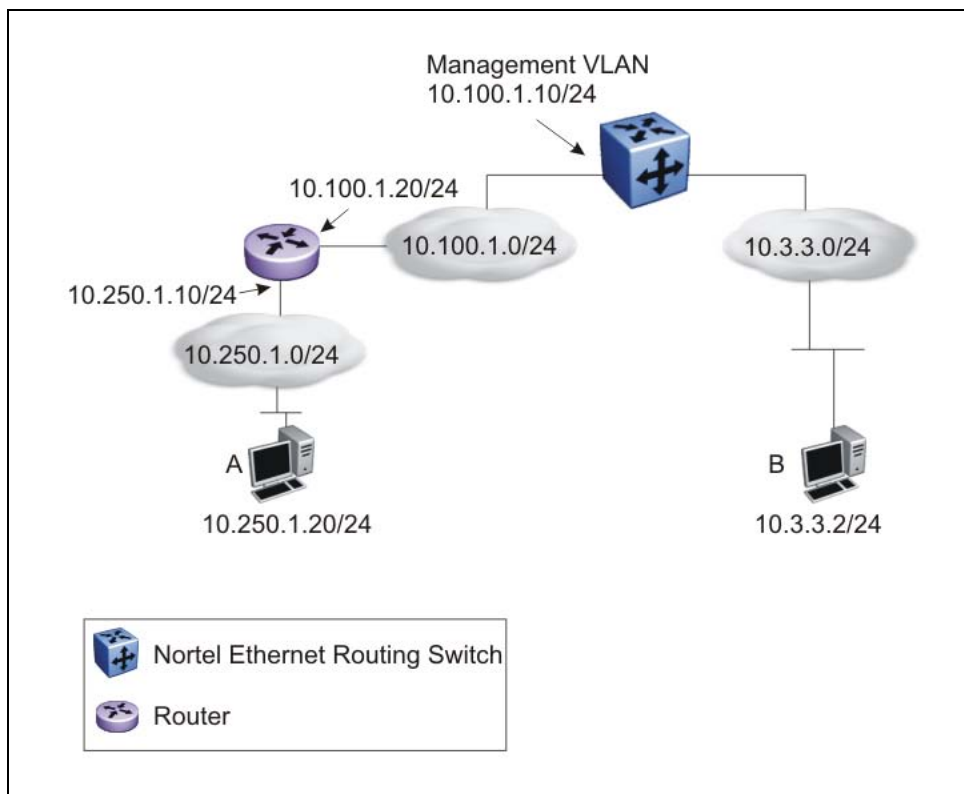 Management VLAN
10.100.1.10/24
10.100.1.20/24
10.100.1.0/24
10.3.3.0/24
10.250.1.10/24
10.250.1.0/24
A
B
10.250.1.20/24
10.3.3.2/24
Nortel Ethernet Routing Switch
Router